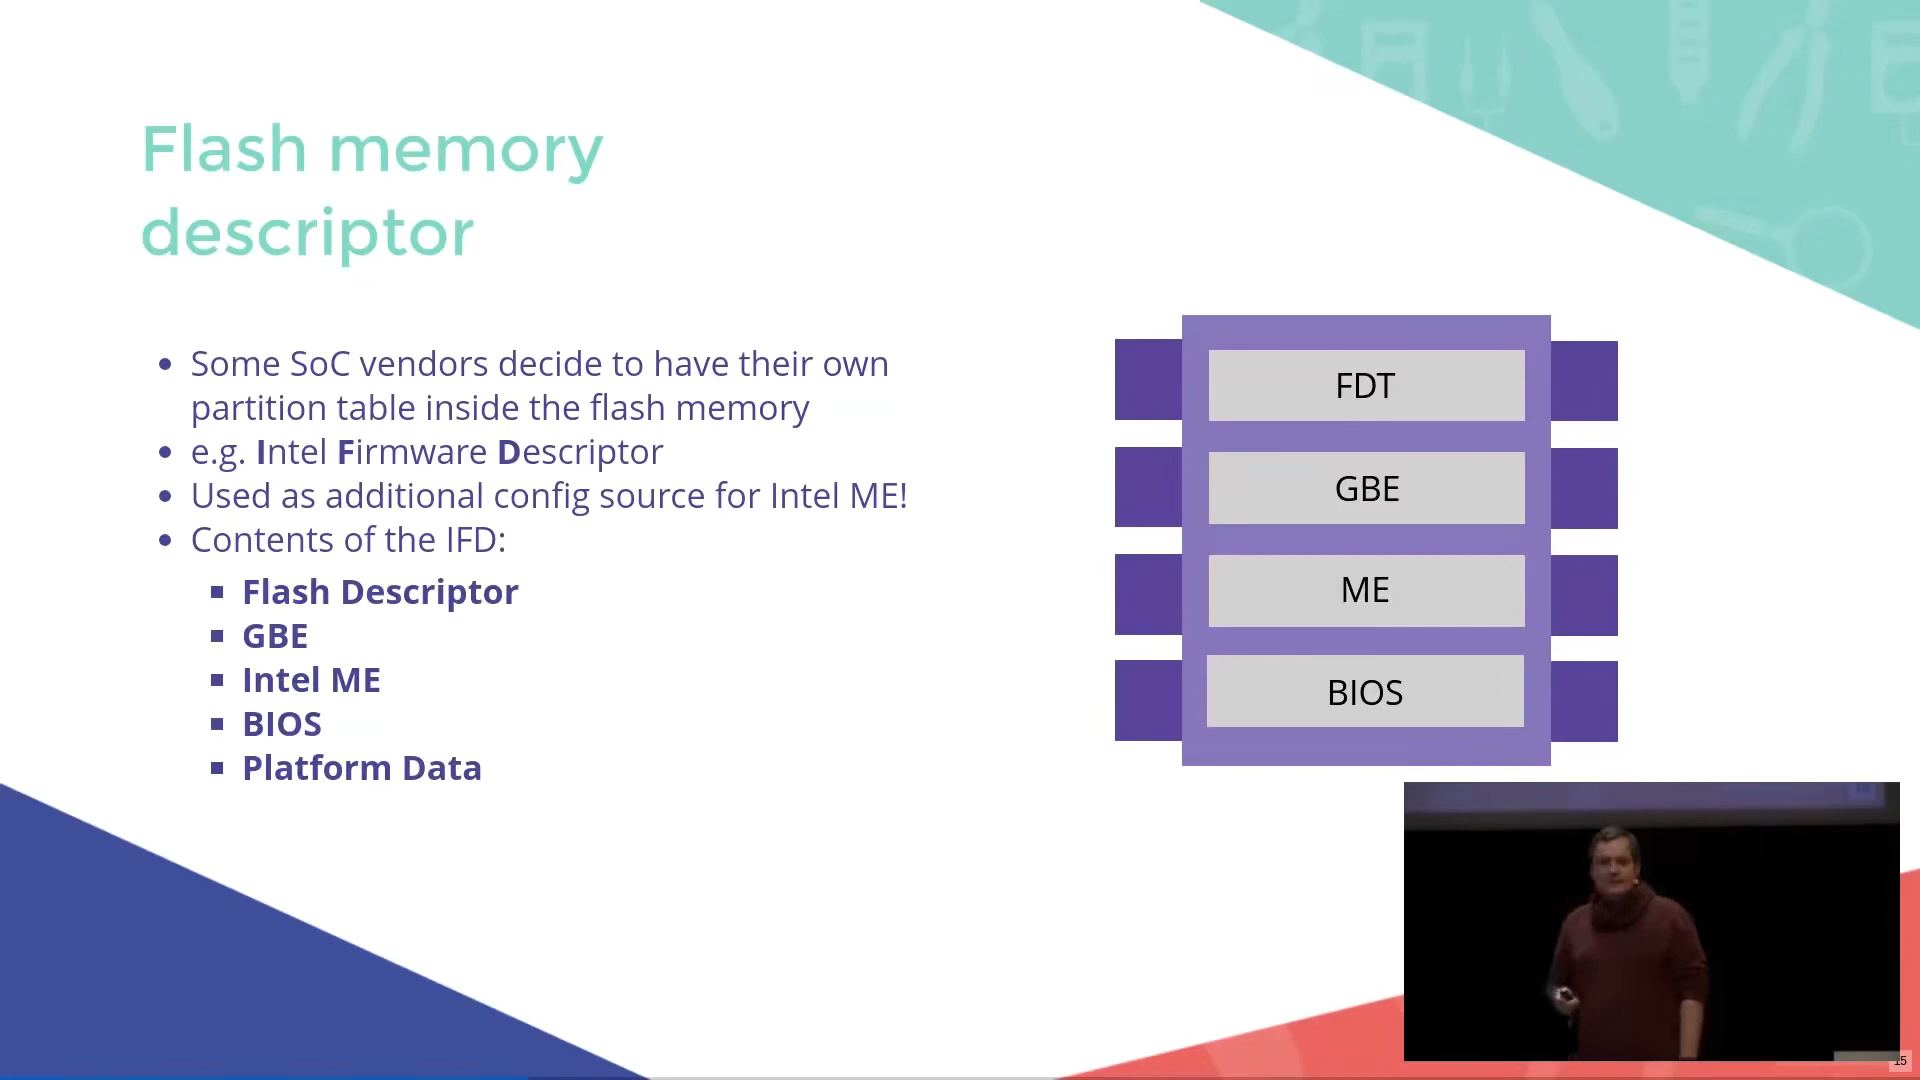 Flash memory
descriptor
Some SoC vendors decide to have their own
partition table inside the flash memory
e.g. Intel Firmware Descriptor
Used as additional config source for Intel ME!
Contents of the IFD:
Flash Descriptor
GBE
Intel ME
BIOS
Platform Data
FDT
GBE
ME
BIOS
15